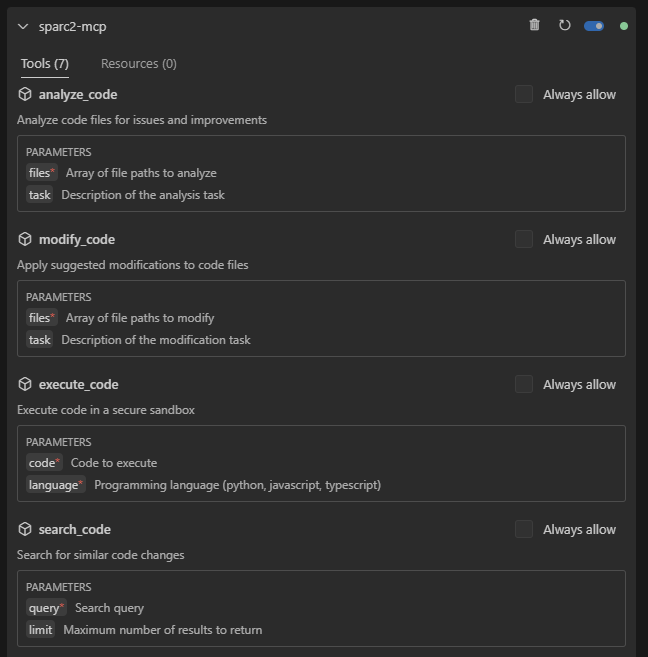 sparc2-mcp
Tools (7) Resources (0)
analyze_code Always allow
Analyze code files for issues and improvements
PARAMETERS
files* Array of file paths to analyze
task Description of the analysis task
modify_code Always allow
Apply suggested modifications to code files
PARAMETERS
files* Array of file paths to modify
task Description of the modification task
execute_code Always allow
Execute code in a secure sandbox
PARAMETERS
code* Code to execute
language* Programming language (python, javascript, typescript)
search_code Always allow
Search for similar code changes
PARAMETERS
query* Search query
limit Maximum number of results to return